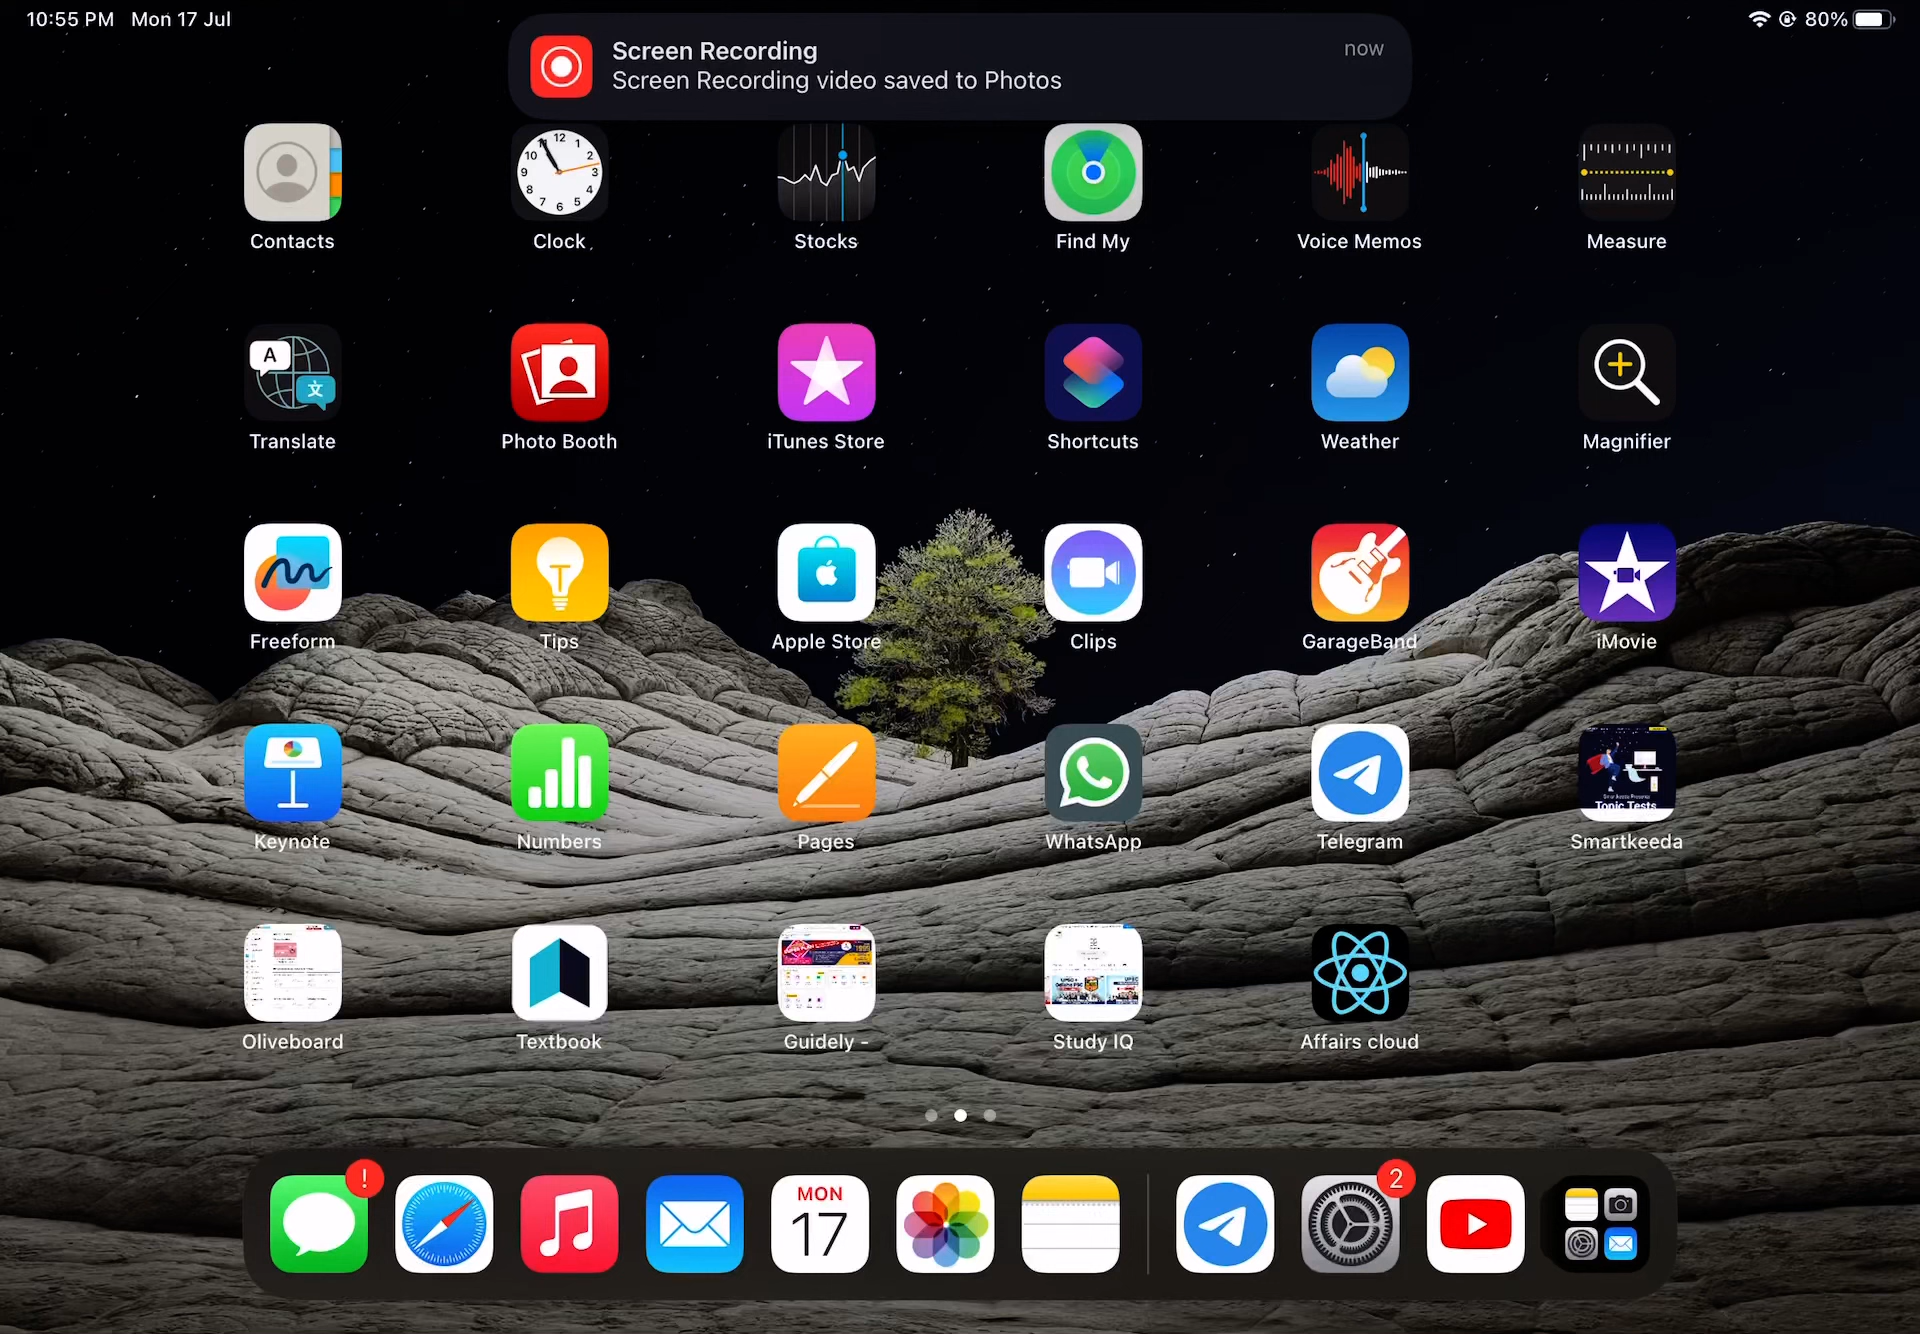 10:55 PM Mon 17 Jul
80%
Screen Recording
now
Screen Recording video saved to Photos
Contacts
Clock
Stocks
Find My
Voice Memos
Measure
Translate
Photo Booth
iTunes Store
Shortcuts
Weather
Magnifier
Freeform
Tips
Apple Store
Clips
GarageBand
iMovie
Topic Tests
Keynote
Numbers
Pages
WhatsApp
Telegram
Smartkeeda
Oliveboard
Textbook
Guidely -
Study IQ
Affairs cloud
!
MON
17
2